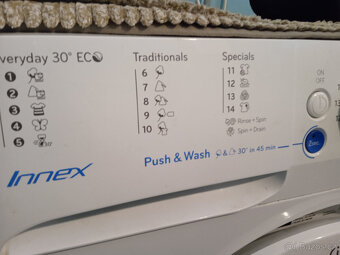 Everyday 30° ECO
Traditionals
Specials
ON
OFF
1
2
3
4
5
6
7
8
9
10
11
12
13
14
Rinse + Spin
Spin + Drain
Push & Wash & 30° in 45 min
Innex